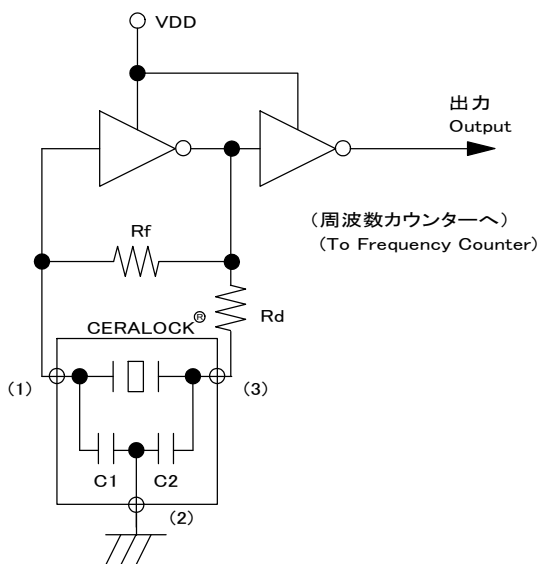 VDD
出力
Output
(周波数カウンターへ)
(To Frequency Counter)
Rf
Rd
CERALOCK®
(1)
(3)
C1
C2
(2)